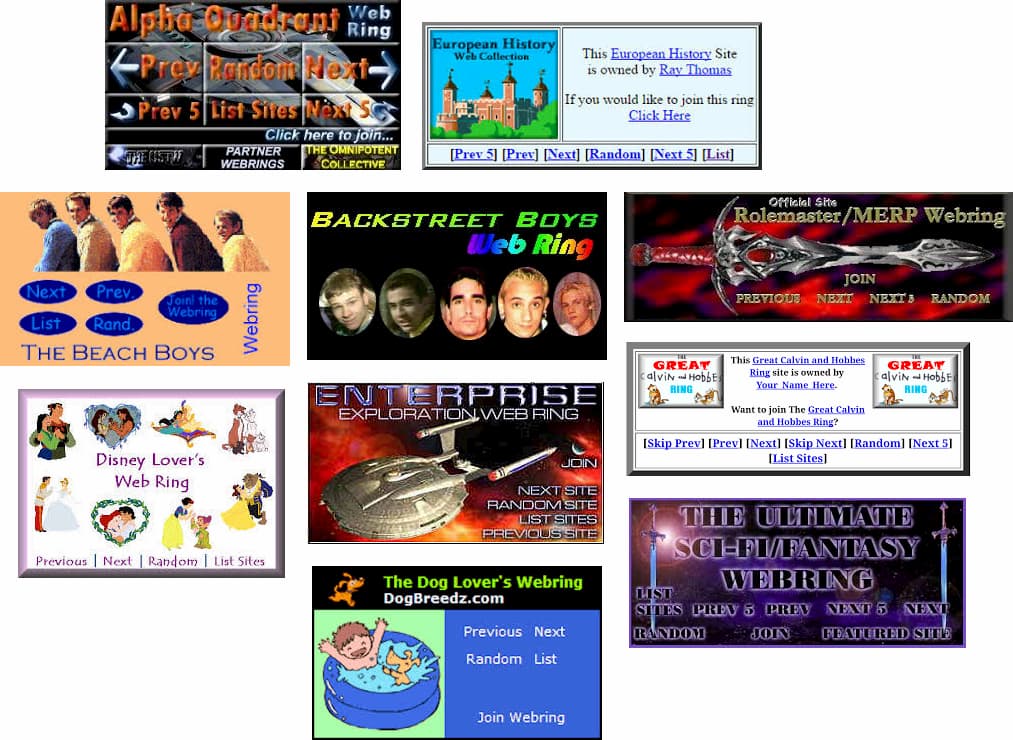 Alpha Quadrant Web Ring
Prev Random Next
Prev 5 List Sites Next 5
Click here to join...
PARTNER WEBRINGS
THE OMNIPOTENT COLLECTIVE
European History
Web Collection
This European History Site
is owned by Ray Thomas
If you would like to join this ring
Click Here
[Prev 5] [Prev] [Next] [Random] [Next 5] [List]
Next Prev.
Join! the Webring
List Rand.
Webring
THE BEACH BOYS
BACKSTREET BOYS
Web Ring
Official Site
Rolemaster/MERP Webring
JOIN
PREVIOUS NEXT NEXT 5 RANDOM
THE
GREAT
Calvin and Hobbes
RING
This Great Calvin and Hobbes
Ring site is owned by
Your_Name_Here.
Want to join The Great Calvin
and Hobbes Ring?
THE
GREAT
Calvin and Hobbes
RING
[Skip Prev] [Prev] [Next] [Skip Next] [Random] [Next 5]
[List Sites]
Disney Lover's
Web Ring
Previous | Next | Random | List Sites
ENTERPRISE
EXPLORATION WEB RING
JOIN
NEXT SITE
RANDOM SITE
LIST SITES
PREVIOUS SITE
THE ULTIMATE
SCI-FI/FANTASY
WEBRING
LIST
SITES PREV 5 PREV NEXT 5 NEXT
RANDOM JOIN FEATURED SITE
The Dog Lover's Webring
DogBreedz.com
Previous Next
Random List
Join Webring